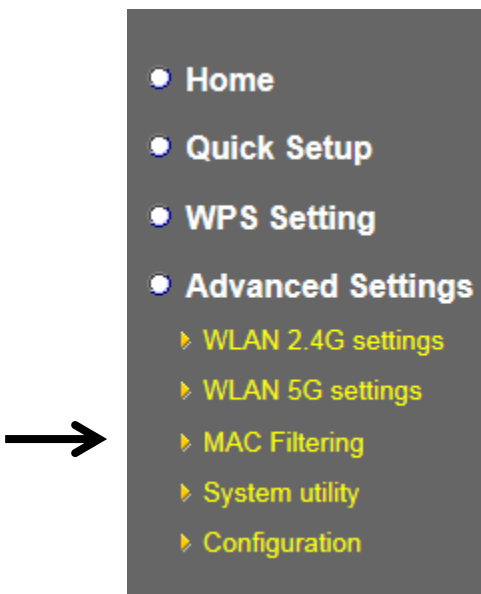 Home
Quick Setup
WPS Setting
Advanced Settings
WLAN 2.4G settings
WLAN 5G settings
MAC Filtering
System utility
Configuration